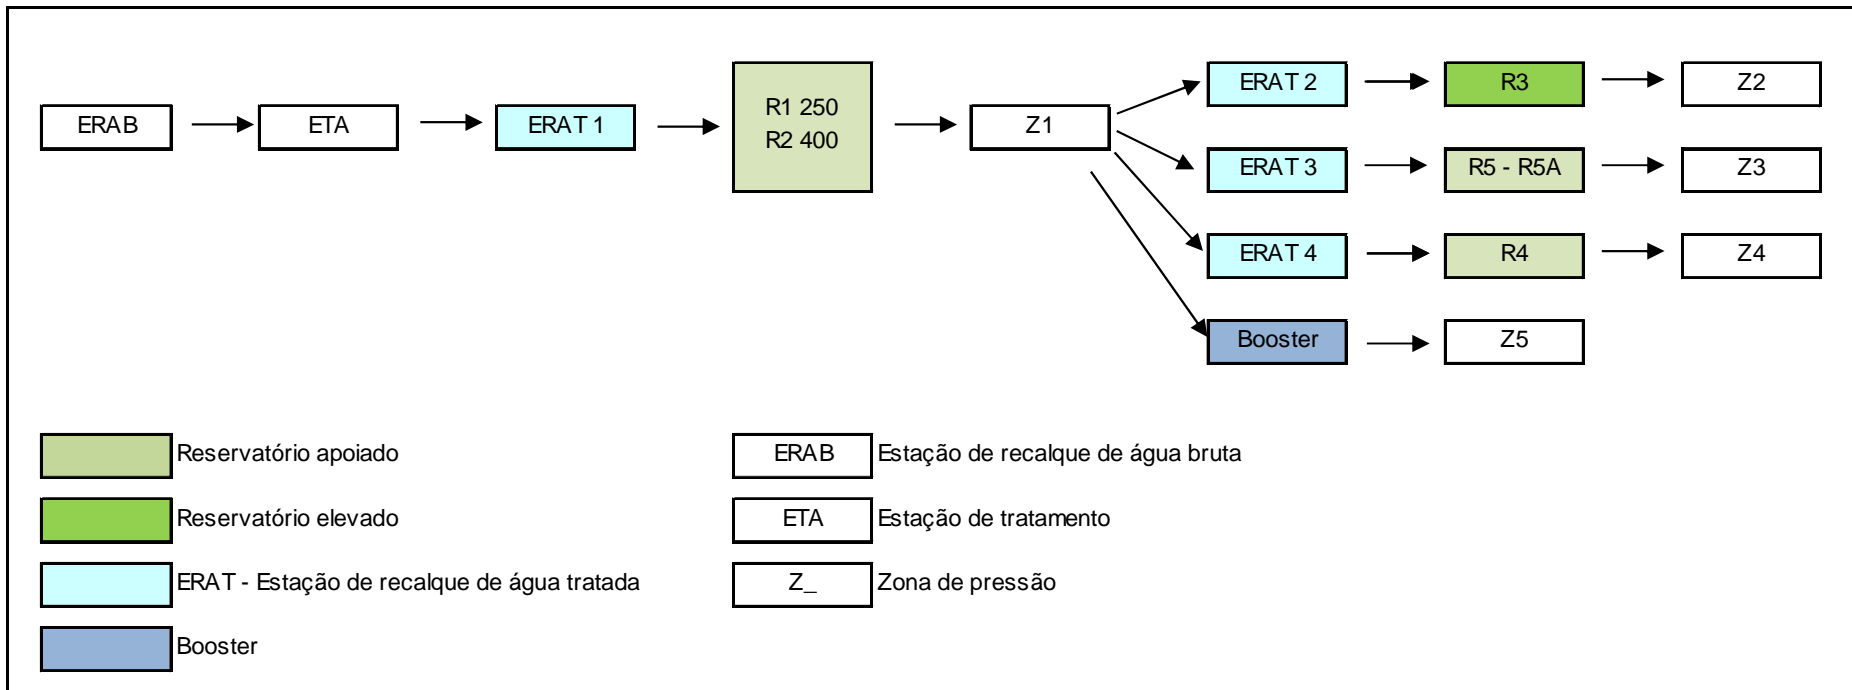 ERAB
ETA
ERAT 1
R1 250
R2 400
Z1
ERAT 2
R3
Z2
ERAT 3
R5 - R5A
Z3
ERAT 4
R4
Z4
Booster
Z5
Reservatório apoiado
ERAB Estação de recalque de água bruta
Reservatório elevado
ETA Estação de tratamento
ERAT - Estação de recalque de água tratada
Z_ Zona de pressão
Booster